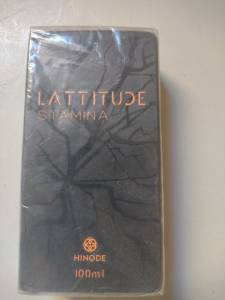 LATTITUDE
STAMINA
HINODE
100ml